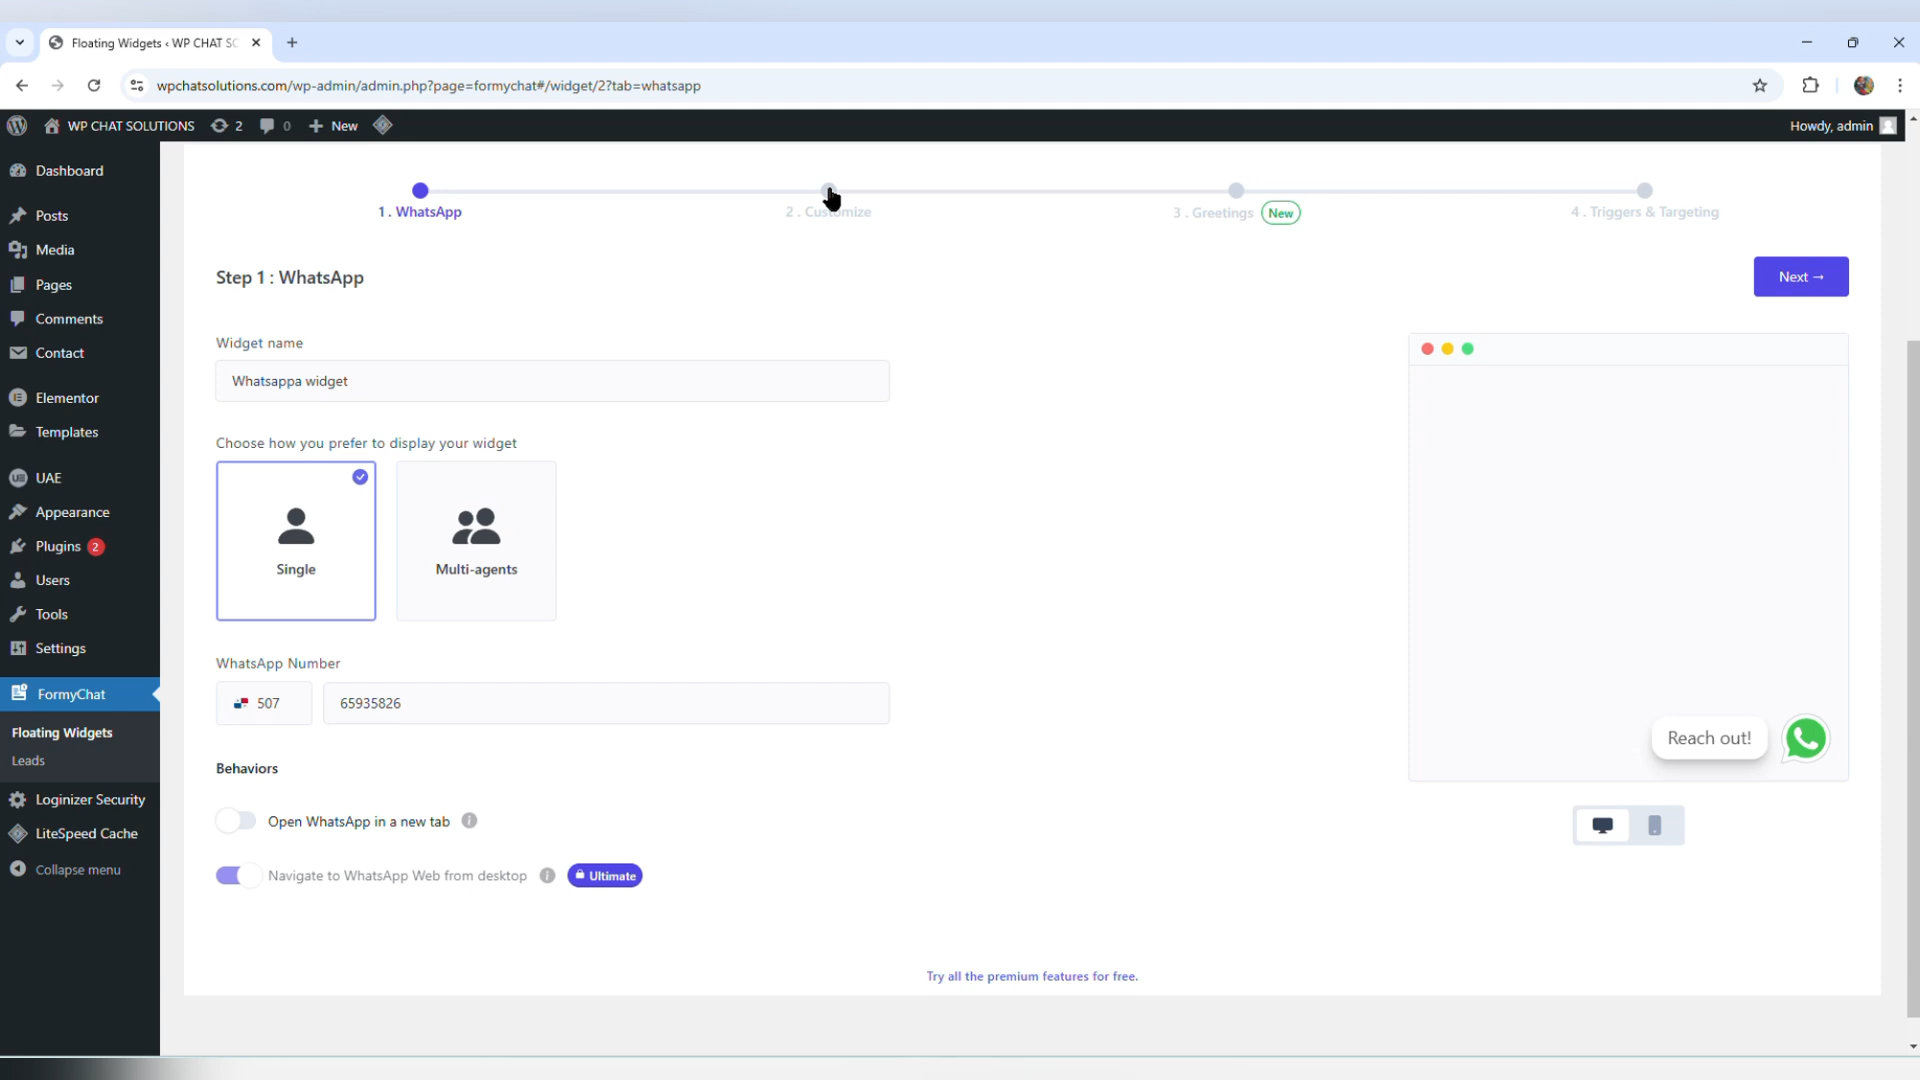 Floating Widgets ‹ WP CHAT SC
wpchatsolutions.com/wp-admin/admin.php?page=formychat#/widget/2?tab=whatsapp
WP CHAT SOLUTIONS 2 0 + New
Howdy, admin
Dashboard
Posts
Media
Pages
Comments
Contact
Elementor
Templates
UAE
Appearance
Plugins 2
Users
Tools
Settings
FormyChat
Floating Widgets
Leads
Loginizer Security
LiteSpeed Cache
Collapse menu
1. WhatsApp
2. Customize
3. Greetings New
4. Triggers & Targeting
Step 1 : WhatsApp
Next →
Widget name
Whatsappa widget
Choose how you prefer to display your widget
Single
Multi-agents
WhatsApp Number
507 65935826
Behaviors
Open WhatsApp in a new tab
Navigate to WhatsApp Web from desktop Ultimate
Reach out!
Try all the premium features for free.